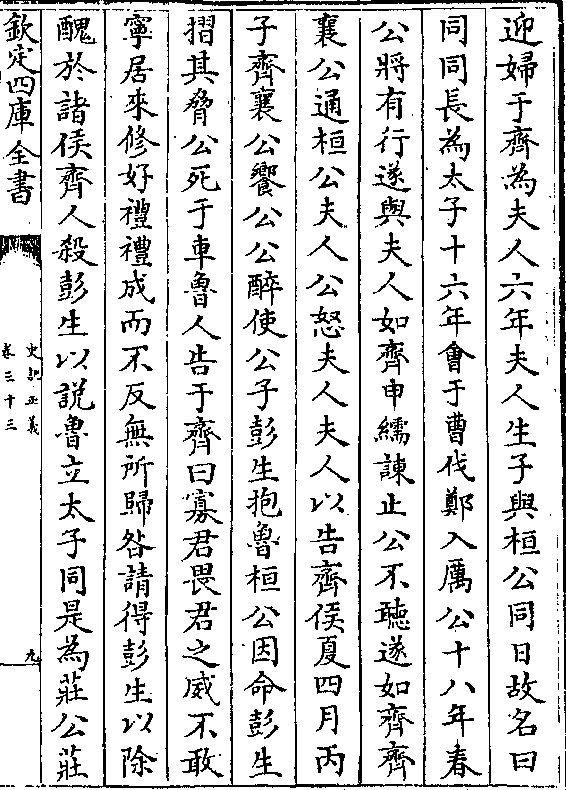 迎婦于齊為夫人六年夫人生子與桓公同日故名曰
同同長為太子十六年會于曹伐鄭入厲公十八年春
公將有行遂與夫人如齊申繻諫止公不聽遂如齊齊
襄公通桓公夫人公怒夫人夫人以告齊侯夏四月丙
子齊襄公饗公公醉使公子彭生抱魯桓公因命彭生
摺其脅公死于車魯人告于齊曰寡君畏君之威不敢
寧居來修好禮禮成而不反無所歸咎請得彭生以除
醜於諸侯齊人殺彭生以説魯立太子同是為莊公莊
欽定四庫全書
史記正義
卷三十三
九